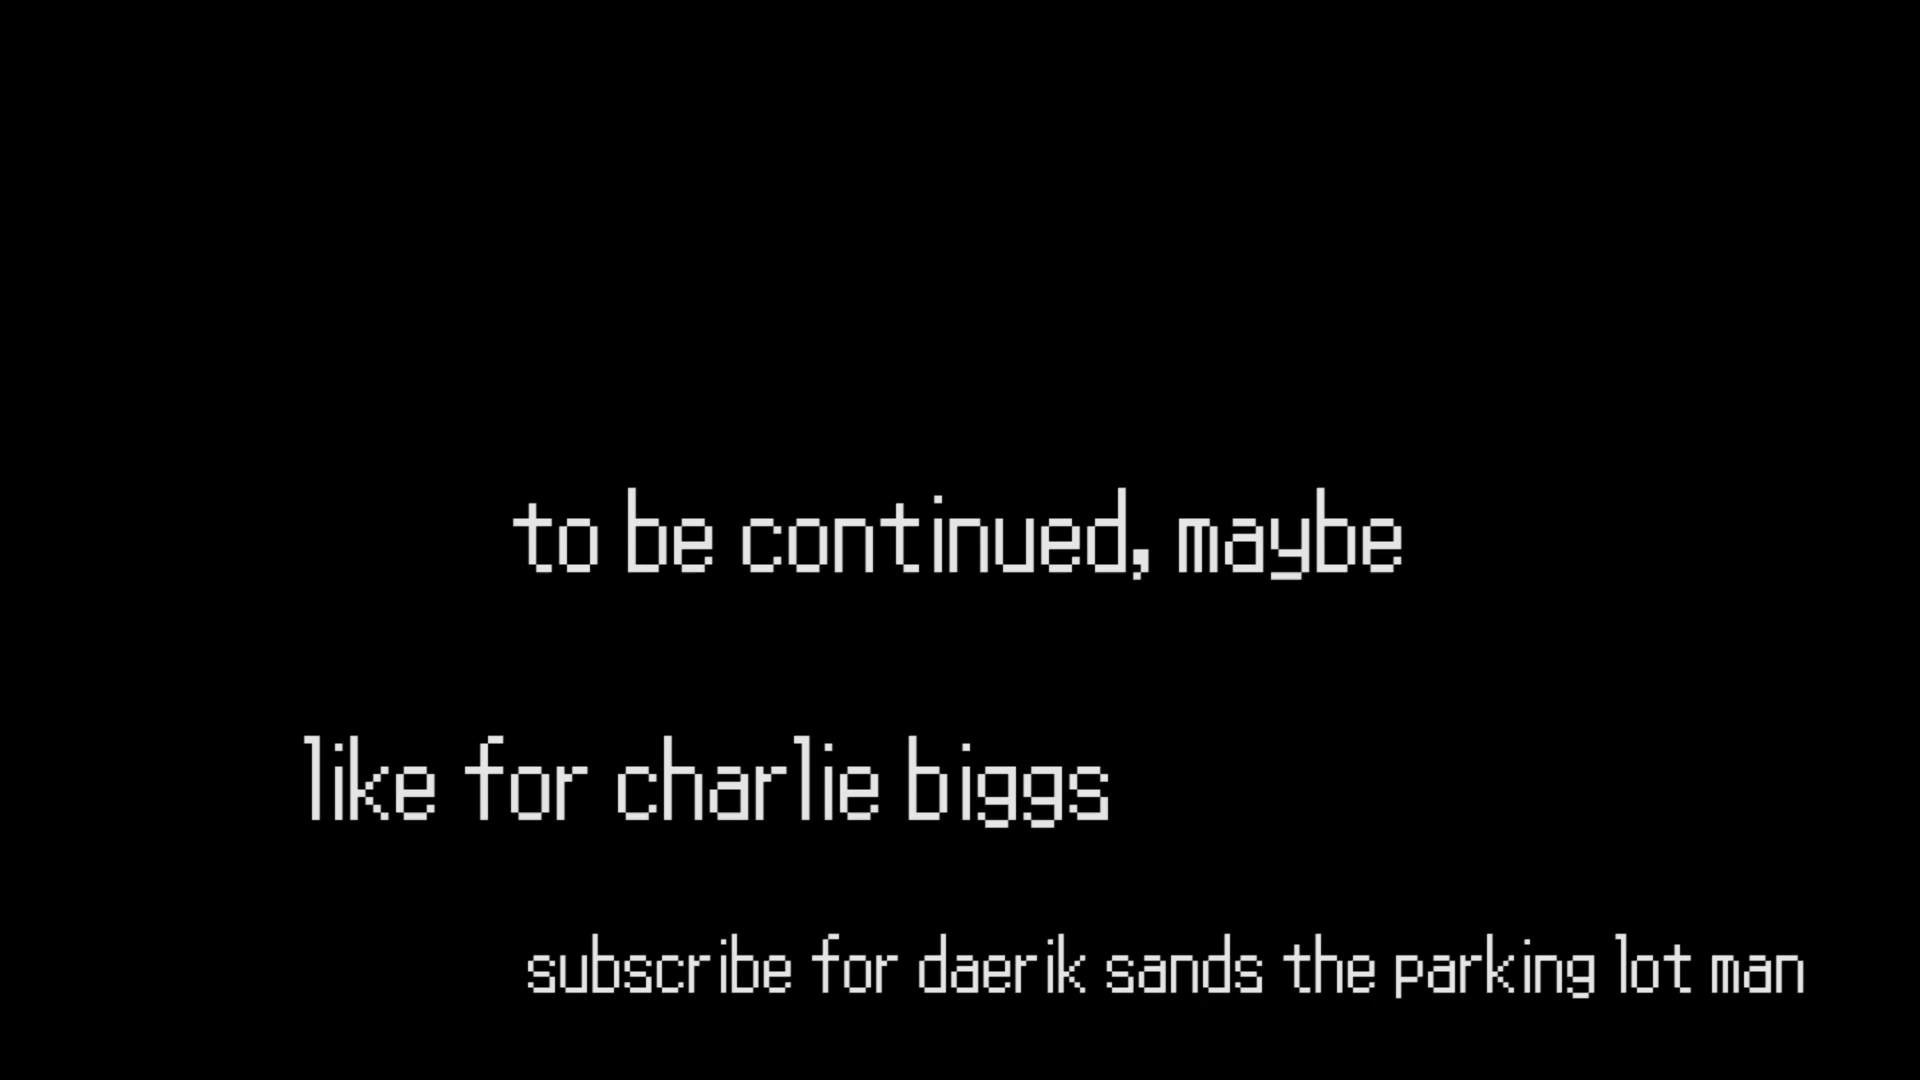 to be continued, maybe
like for charlie biggs
subscribe for daerik sands the parking lot man